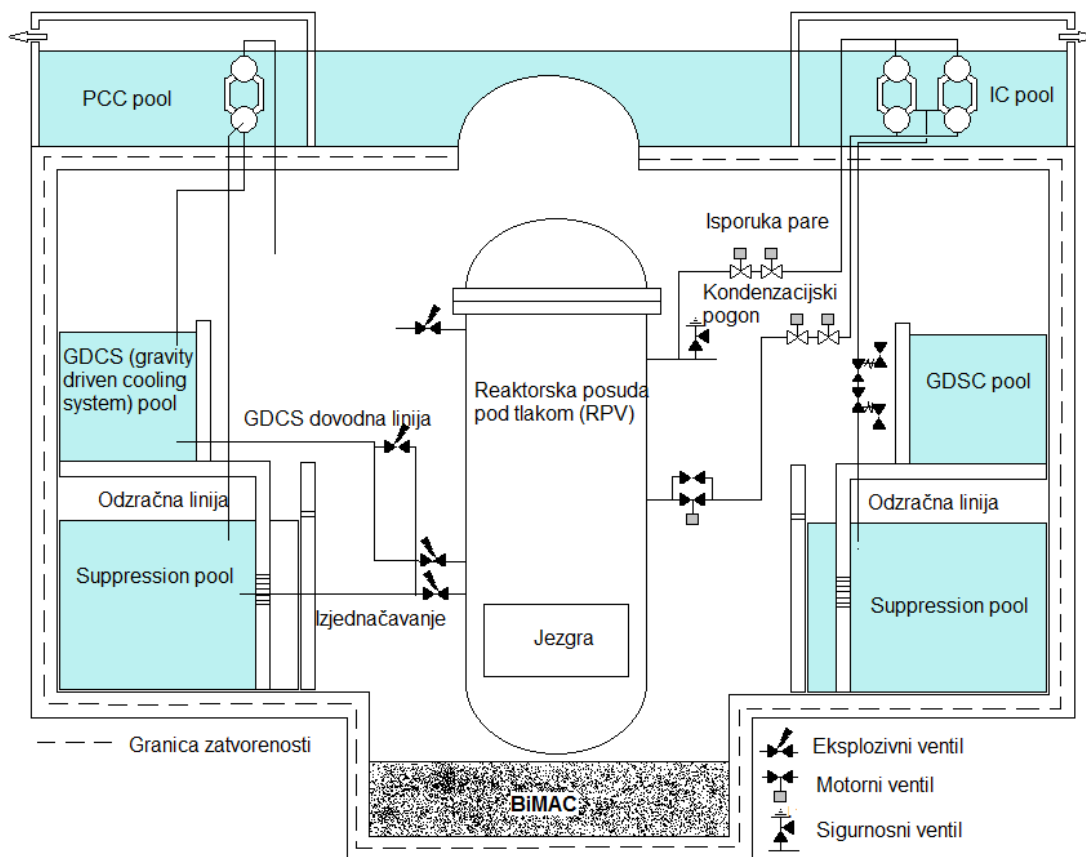 PCC pool
IC pool
Isporuka pare
Kondenzacijski
pogon
GDCS (gravity
driven cooling
system) pool
Reaktorska posuda
pod tlakom (RPV)
GDSC pool
GDCS dovodna linija
Odzračna linija
Odzračna linija
Suppression pool
Suppression pool
Izjednačavanje
Jezgra
Granica zatvorenosti
Eksplozivni ventil
BiMAC
Motorni ventil
Sigurnosni ventil